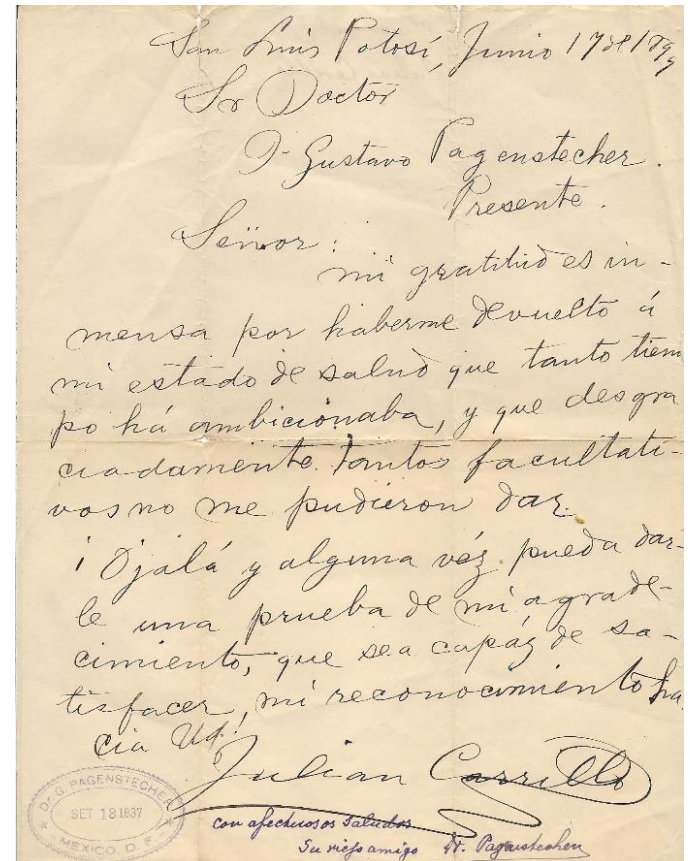 San Luis Potosí, Junio 17 de 1899
Sr Doctor
D. Gustavo Pagenstecher.
Presente.
Señor:
mi gratitud es in-
mensa por haberme devuelto á
mi estado de salud que tanto tiem
po há ambicionaba, y que desgra
ciadamente tantos facultati-
vos no me pudieron dar.
¡Ojalá y alguna véz pueda dar-
le una prueba de mi agrade-
cimiento, que sea capáz de sa-
tisfacer, mi reconocimiento ha
cia Ud!
Julian Carrillo
Dr. G. PAGENSTECHER
SET 18 1937
MEXICO, D. F.
con afectuosos saludos
Su viejo amigo Dr. Pagenstecher